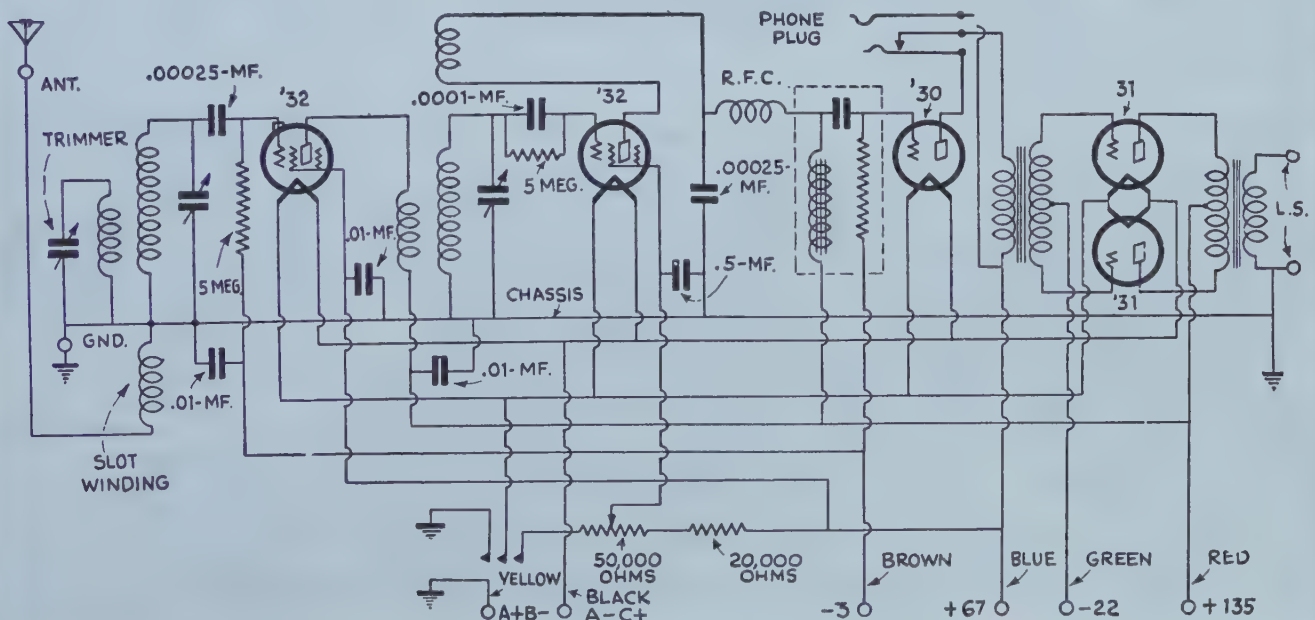 PHONE
PLUG
ANT.
.00025-MF.
'32
.0001-MF.
'32
R.F.C.
'30
31
TRIMMER
5 MEG.
.00025-
MF.
5 MEG.
.01-MF.
L.S.
.5-MF.
CHASSIS
'31
GND.
.01-MF.
.01-MF.
SLOT
WINDING
YELLOW
50,000
OHMS
20,000
OHMS
BROWN
BLUE
GREEN
RED
BLACK
A+B-
A-C+
-3
+67
-22
+135